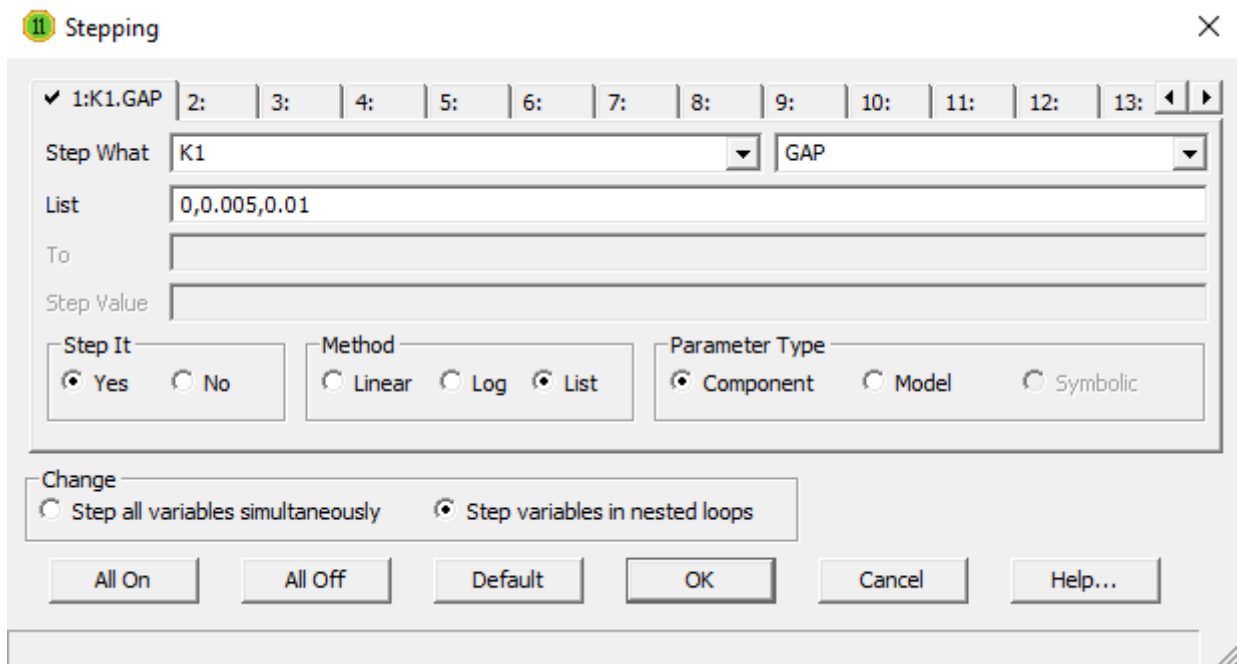 11 Stepping
1:K1.GAP 2: 3: 4: 5: 6: 7: 8: 9: 10: 11: 12: 13:
Step What K1 GAP
List 0,0.005,0.01
To
Step Value
Step It Method Parameter Type
Yes No Linear Log List Component Model Symbolic
Change
Step all variables simultaneously Step variables in nested loops
All On All Off Default OK Cancel Help...